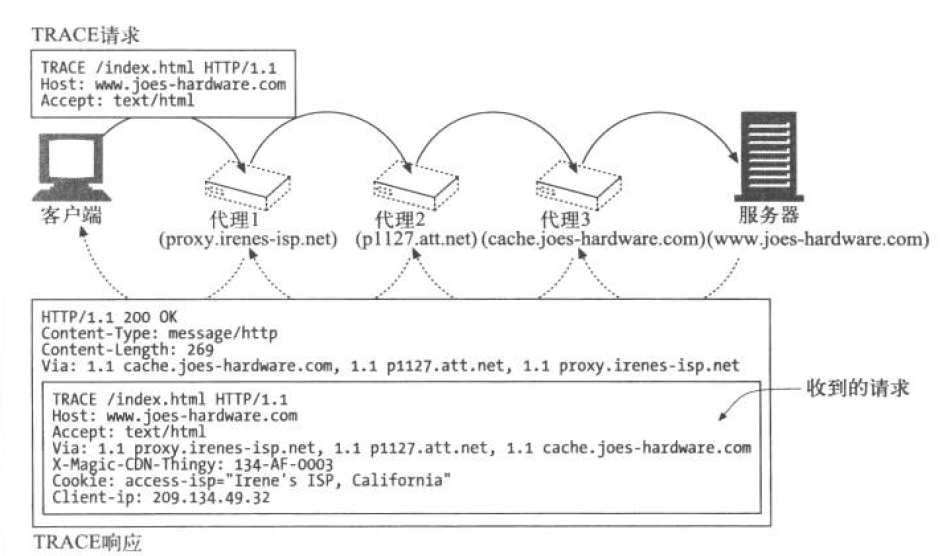 TRACE请求
TRACE /index.html HTTP/1.1
Host: www.joes-hardware.com
Accept: text/html
客户端
代理1
(proxy.irenes-isp.net)
代理2
(p1127.att.net)
代理3
(cache.joes-hardware.com)
服务器
(www.joes-hardware.com)
HTTP/1.1 200 OK
Content-Type: message/http
Content-Length: 269
Via: 1.1 cache.joes-hardware.com, 1.1 p1127.att.net, 1.1 proxy.irenes-isp.net
TRACE /index.html HTTP/1.1
Host: www.joes-hardware.com
Accept: text/html
Via: 1.1 proxy.irenes-isp.net, 1.1 p1127.att.net, 1.1 cache.joes-hardware.com
X-Magic-CDN-Thingy: 134-AF-0003
Cookie: access-isp="Irene's ISP, California"
Client-ip: 209.134.49.32
收到的请求
TRACE响应